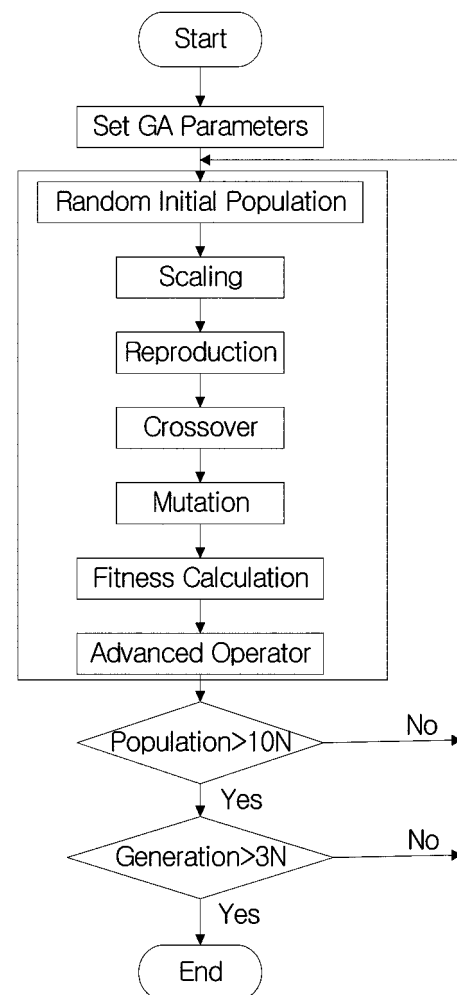 Start
Set GA Parameters
Random Initial Population
Scaling
Reproduction
Crossover
Mutation
Fitness Calculation
Advanced Operator
Population>10N
No
Yes
Generation>3N
No
Yes
End